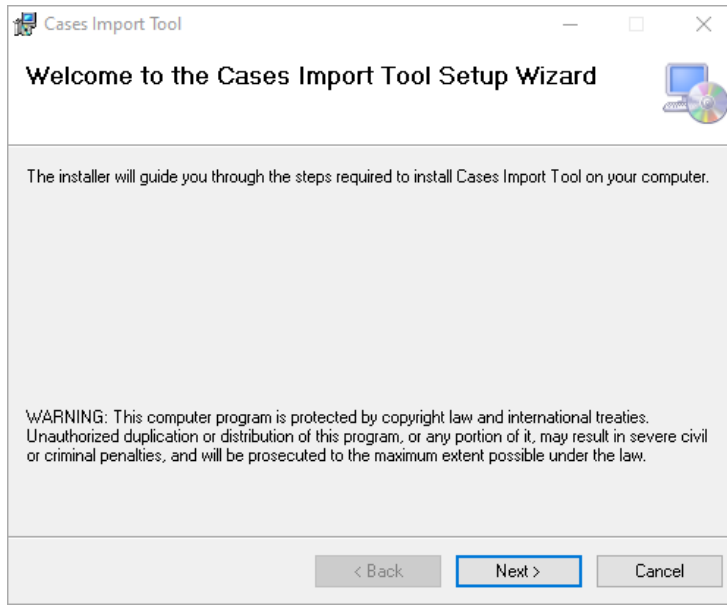 Cases Import Tool
Welcome to the Cases Import Tool Setup Wizard
The installer will guide you through the steps required to install Cases Import Tool on your computer.
WARNING: This computer program is protected by copyright law and international treaties.
Unauthorized duplication or distribution of this program, or any portion of it, may result in severe civil
or criminal penalties, and will be prosecuted to the maximum extent possible under the law.
< Back
Next >
Cancel